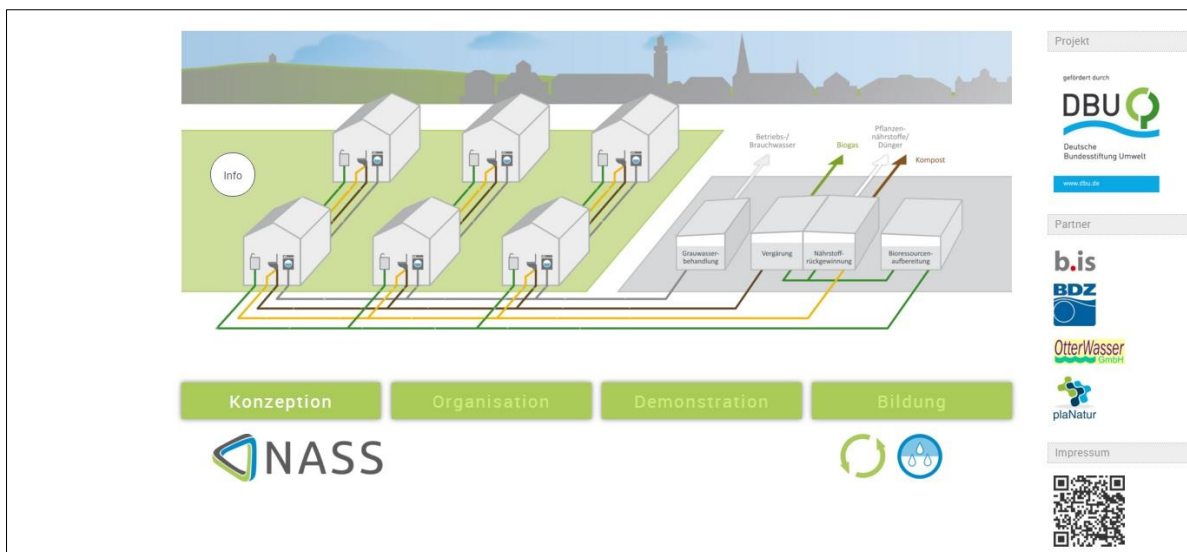 Info
Betriebs-/
Brauchwasser
Biogas
Pflanzen-
nährstoffe/
Dünger
Kompost
Grauwasser-
behandlung
Vergärung
Nährstoff-
rückgewinnung
Bioressourcen-
aufbereitung
Konzeption
Organisation
Demonstration
Bildung
NASS
Projekt
gefördert durch
DBU
Deutsche
Bundesstiftung Umwelt
www.dbu.de
Partner
b.is
BDZ
OtterWasser
GmbH
plaNatur
Impressum